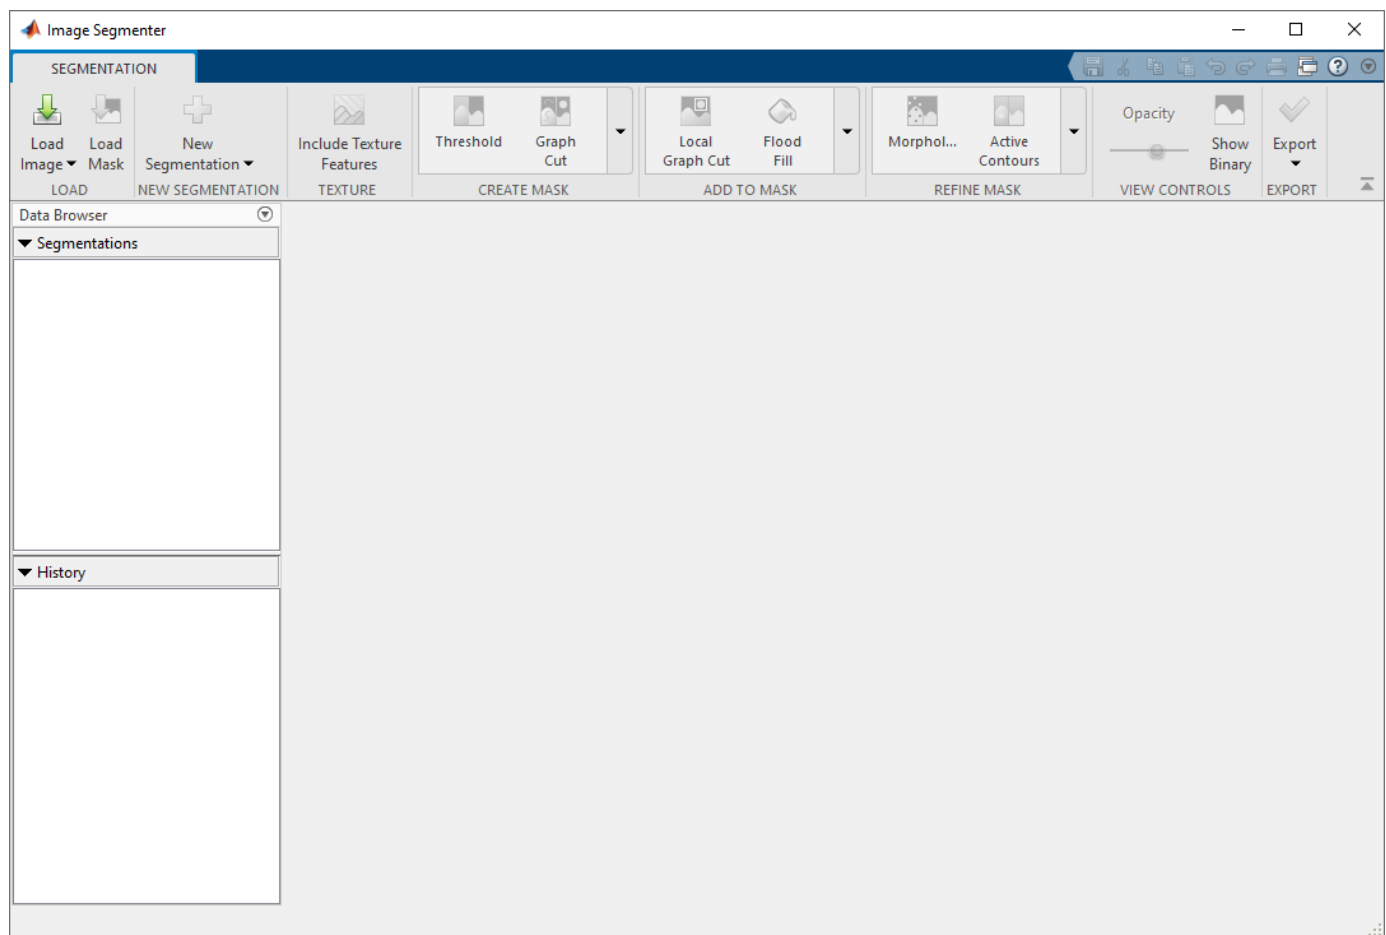 Image Segmenter
SEGMENTATION
Load Image
Load Mask
New Segmentation
Include Texture Features
Threshold
Graph Cut
Local Graph Cut
Flood Fill
Morphol...
Active Contours
Opacity
Show Binary
Export
LOAD
NEW SEGMENTATION
TEXTURE
CREATE MASK
ADD TO MASK
REFINE MASK
VIEW CONTROLS
EXPORT
Data Browser
Segmentations
History